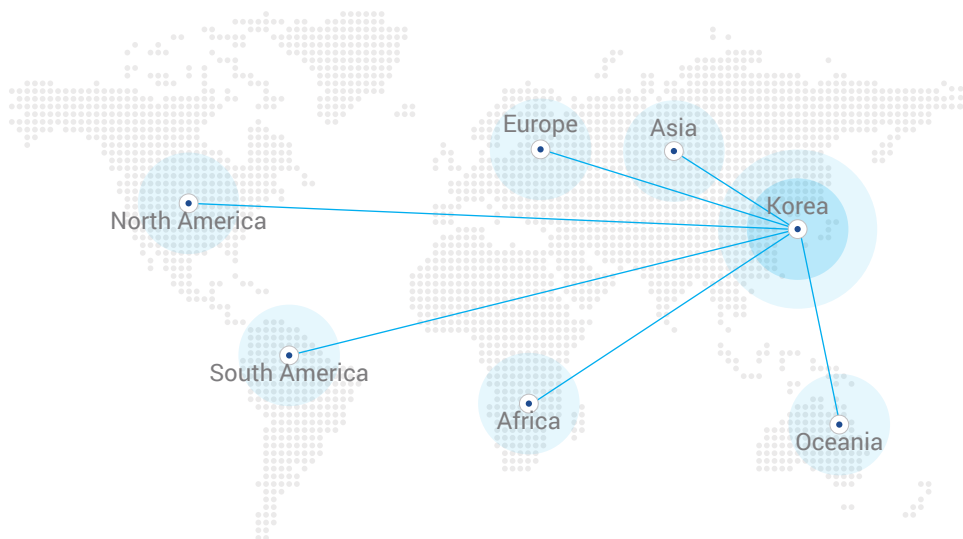 Europe
Asia
Korea
North America
South America
Africa
Oceania